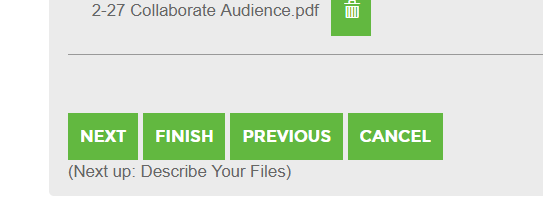 2-27 Collaborate Audience.pdf
NEXT FINISH PREVIOUS CANCEL
(Next up: Describe Your Files)